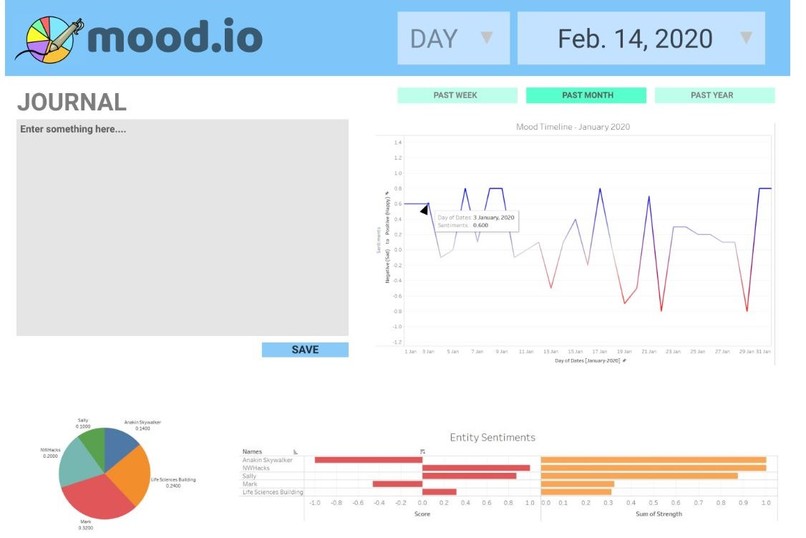 mood.io
DAY
Feb. 14, 2020
JOURNAL
PAST WEEK
PAST MONTH
PAST YEAR
Enter something here....
SAVE
Mood Timeline - January 2020
1.4
1.2
1.0
0.8
0.6
0.4
0.2
0.0
-0.2
-0.4
-0.6
-0.8
-1.0
-1.2
Sentiments
Negative (Sad) to Positive (Happy)
Day of Dates: 3 January, 2020
Sentiments: 0.600
1 Jan 3 Jan 5 Jan 7 Jan 9 Jan 11 Jan 13 Jan 15 Jan 17 Jan 19 Jan 21 Jan 23 Jan 25 Jan 27 Jan 29 Jan 31 Jan
Day of Dates [January 2020]
Salty
Anakin Skywalker
0.1400
NWHacks
0.2000
Life Sciences Building
0.2400
Mark
0.3200
Entity Sentiments
Names
Anakin Skywalker
NWHacks
Salty
Mark
Life Sciences Building
-1.0 -0.8 -0.6 -0.4 -0.2 0.0 0.2 0.4 0.6 0.8 1.0
Score
0.0 0.1 0.2 0.3 0.4 0.5 0.6 0.7 0.8 0.9 1.0
Sum of Strength